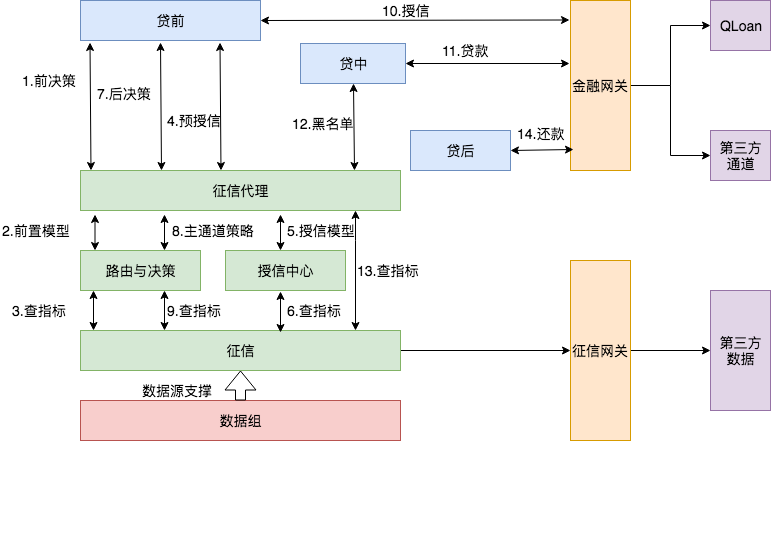 10.授信
贷前
QLoan
11.贷款
贷中
1.前决策
7.后决策
金融网关
4.预授信
12.黑名单
14.还款
贷后
第三方
通道
征信代理
2.前置模型
8.主通道策略
5.授信模型
路由与决策
授信中心
13.查指标
3.查指标
9.查指标
6.查指标
征信
征信网关
第三方
数据
数据源支撑
数据组